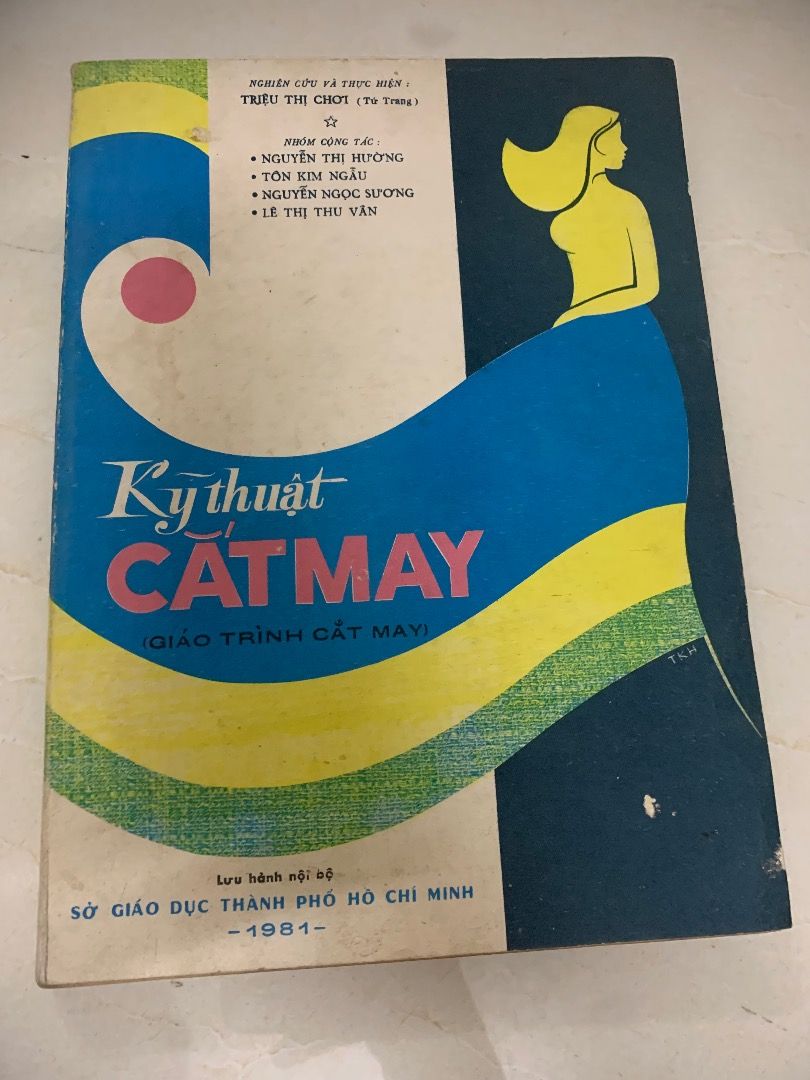 NGHIÊN CỨU VÀ THỰC HIỆN :
TRIỆU THỊ CHƠI (Tứ Trang)
NHÓM CỘNG TÁC :
• NGUYỄN THỊ HƯỜNG
• TÔN KIM NGẪU
• NGUYỄN NGỌC SƯƠNG
• LÊ THỊ THU VÂN
Kỹ thuật
CẮT MAY
(GIÁO TRÌNH CẮT MAY)
TKH
Lưu hành nội bộ
SỞ GIÁO DỤC THÀNH PHỐ HỒ CHÍ MINH
-1981-